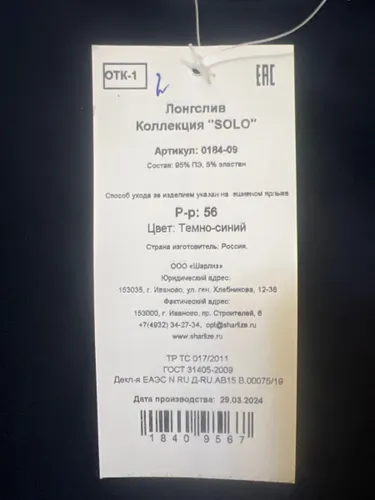 ОТК-1
2
ЕАС
Лонгслив
Коллекция "SOLO"
Артикул: 0184-09
Состав: 95% ПЭ, 5% эластан
Способ ухода за изделием указан на вшивном ярлыке
Р-р: 56
Цвет: Темно-синий
Страна изготовитель: Россия.
ООО «Шарлиз»
Юридический адрес:
153035, г. Иваново, ул. ген. Хлебникова, 12-38
Фактический адрес:
153000, г. Иваново, пр. Строителей, 6
+7(4932) 34-27-34, opt@sharlize.ru
www.sharlize.ru
ТР ТС 017/2011
ГОСТ 31405-2009
Декл-я ЕАЭС N RU Д-RU.АВ15 В.00075/19
Дата производства: 29.03.2024
18409567